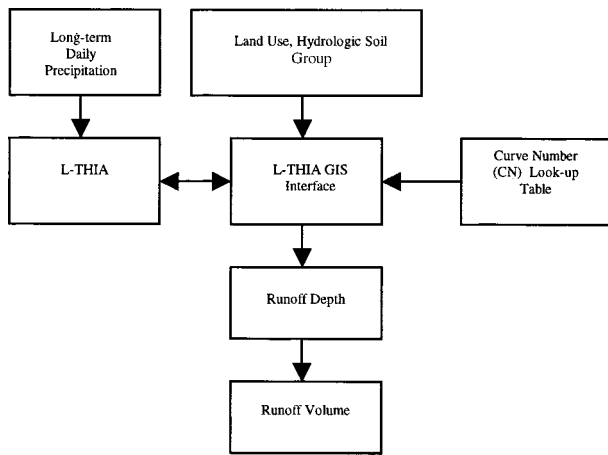 Long-term
Daily
Precipitation
Land Use, Hydrologic Soil
Group
L-THIA
L-THIA GIS
Interface
Curve Number
(CN) Look-up
Table
Runoff Depth
Runoff Volume